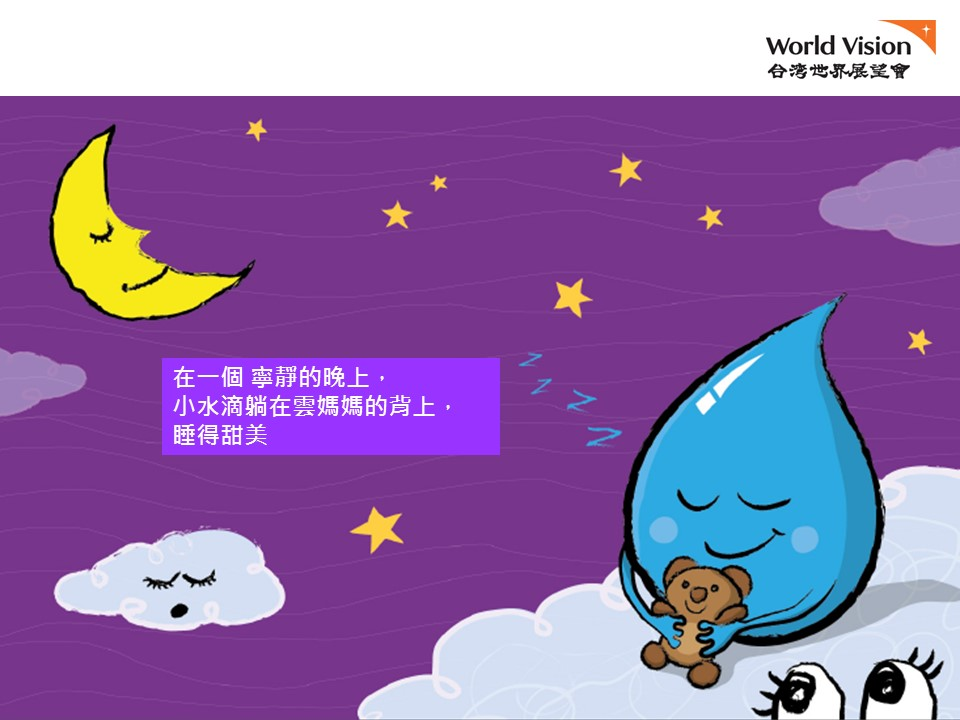 World Vision
台灣世界展望會
在一個 寧靜的晚上，
小水滴躺在雲媽媽的背上，
睡得甜美
z
z
z
z